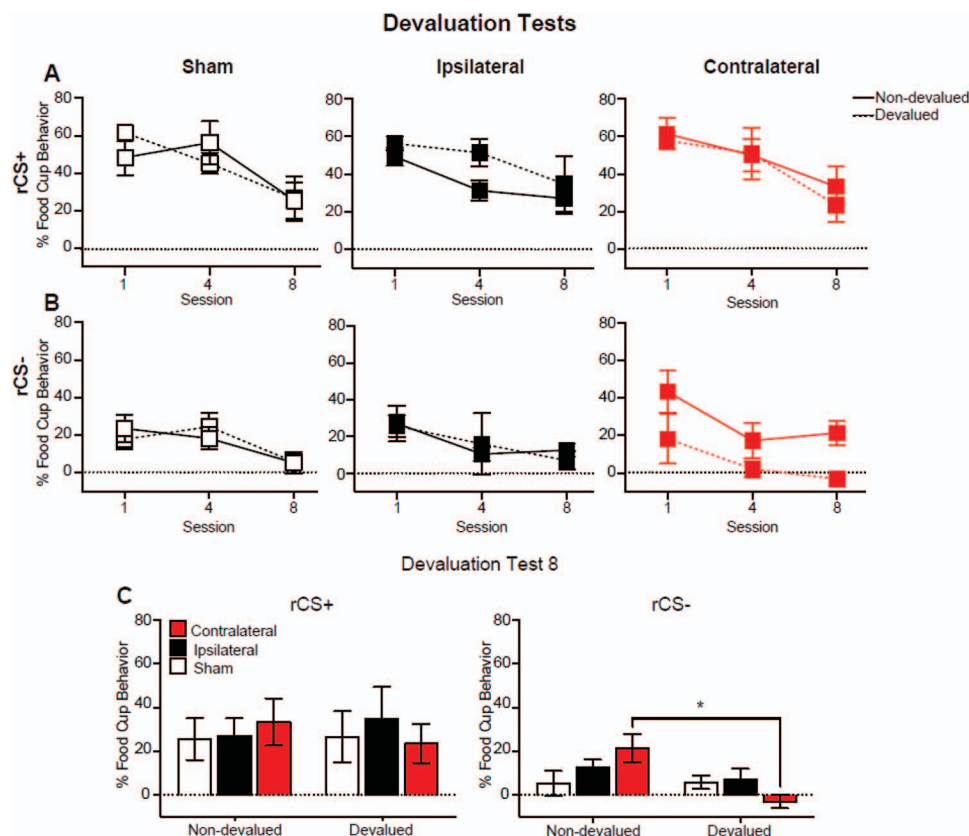 Devaluation Tests
A
Sham
Ipsilateral
Contralateral
Non-devalued
Devalued
rCS+
% Food Cup Behavior
80
60
40
20
0
1
4
8
Session
80
60
40
20
0
1
4
8
Session
80
60
40
20
0
1
4
8
Session
B
rCS-
% Food Cup Behavior
80
60
40
20
0
1
4
8
Session
80
60
40
20
0
1
4
8
Session
80
60
40
20
0
1
4
8
Session
Devaluation Test 8
C
rCS+
% Food Cup Behavior
80
60
40
20
0
Contralateral
Ipsilateral
Sham
Non-devalued
Devalued
rCS-
% Food Cup Behavior
80
60
40
20
0
*
Non-devalued
Devalued